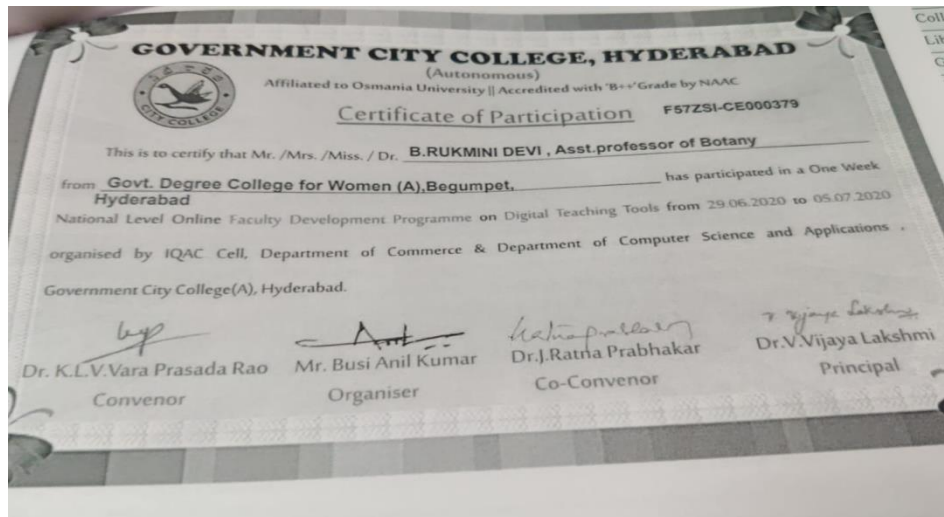 GOVERNMENT CITY COLLEGE, HYDERABAD
(Autonomous)
Affiliated to Osmania University || Accredited with 'B++' Grade by NAAC
CITY COLLEGE
Certificate of Participation F57ZSI-CE000379
This is to certify that Mr. /Mrs. /Miss. / Dr. B.RUKMINI DEVI , Asst.professor of Botany
from Govt. Degree College for Women (A),Begumpet, has participated in a One Week
Hyderabad
National Level Online Faculty Development Programme on Digital Teaching Tools from 29.06.2020 to 05.07.2020
organised by IQAC Cell, Department of Commerce & Department of Computer Science and Applications ,
Government City College(A), Hyderabad.
Dr. K.L.V.Vara Prasada Rao Mr. Busi Anil Kumar Dr.J.Ratna Prabhakar Dr.V.Vijaya Lakshmi
Convenor Organiser Co-Convenor Principal